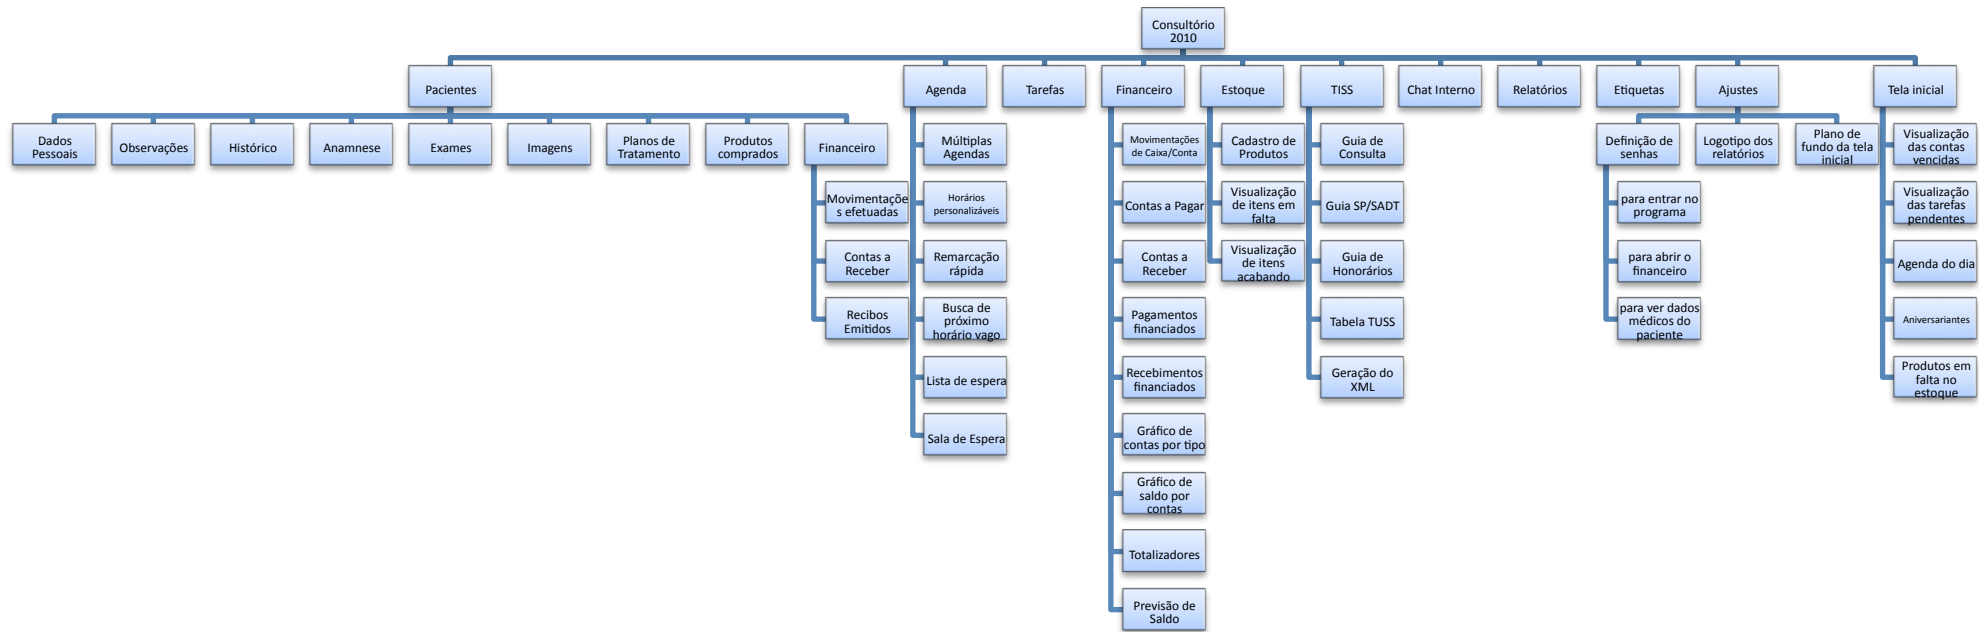 Consultório
2010
Pacientes
Agenda
Tarefas
Financeiro
Estoque
TISS
Chat Interno
Relatórios
Etiquetas
Ajustes
Tela inicial
Dados
Pessoais
Observações
Histórico
Anamnese
Exames
Imagens
Planos de
Tratamento
Produtos
comprados
Financeiro
Movimentaçõe
s efetuadas
Contas a
Receber
Recibos
Emitidos
Múltiplas
Agendas
Horários
personalizáveis
Remarcação
rápida
Busca de
próximo
horário vago
Lista de espera
Sala de Espera
Movimentações
de Caixa/Conta
Contas a Pagar
Contas a
Receber
Pagamentos
financiados
Recebimentos
financiados
Gráfico de
contas por tipo
Gráfico de
saldo por
contas
Totalizadores
Previsão de
Saldo
Cadastro de
Produtos
Visualização
de itens em
falta
Visualização
de itens
acabando
Guia de
Consulta
Guia SP/SADT
Guia de
Honorários
Tabela TUSS
Geração do
XML
Definição de
senhas
para entrar no
programa
para abrir o
financeiro
para ver dados
médicos do
paciente
Logotipo dos
relatórios
Plano de
fundo da tela
inicial
Visualização
das contas
vencidas
Visualização
das tarefas
pendentes
Agenda do dia
Aniversariantes
Produtos em
falta no
estoque